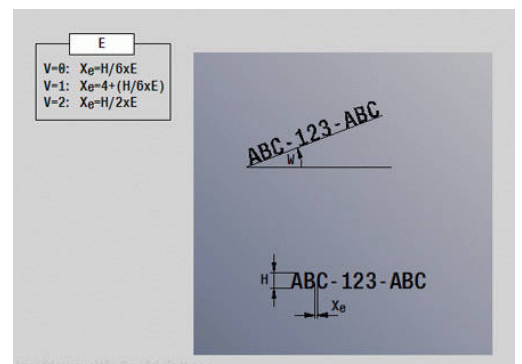 E
V=0: Xe=H/6xE
V=1: Xe=4+(H/6xE)
V=2: Xe=H/2xE
ABC-123-ABC
W
H
ABC-123-ABC
Xe